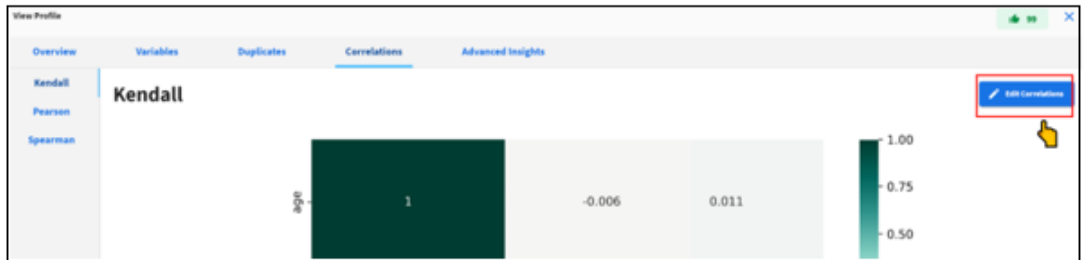 View Profile
99
Overview Variables Duplicates Correlations Advanced Insights
Kendall
Pearson
Spearman
Kendall
Edit Correlations
age
1 -0.006 0.011
1.00
0.75
0.50